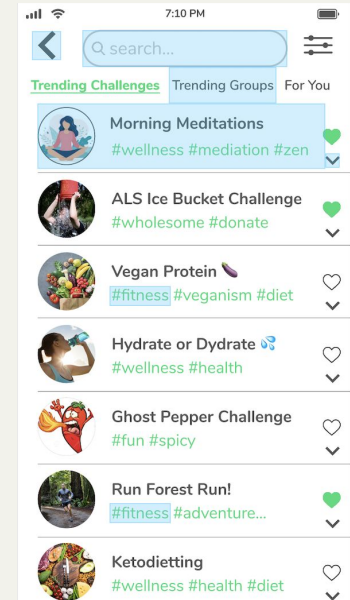 7:10 PM
search...
Trending Challenges Trending Groups For You
Morning Meditations
#wellness #mediation #zen
ALS Ice Bucket Challenge
#wholesome #donate
Vegan Protein 🍆
#fitness #veganism #diet
Hydrate or Dydrate 💦
#wellness #health
Ghost Pepper Challenge
#fun #spicy
Run Forest Run!
#fitness #adventure...
Ketodietting
#wellness #health #diet